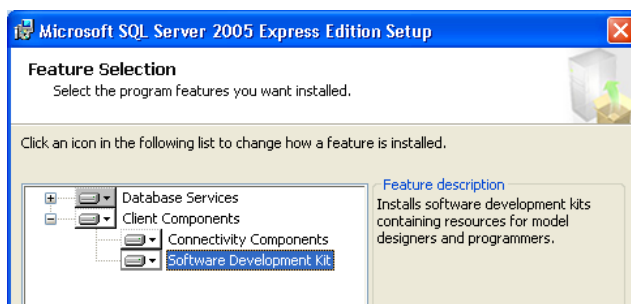 Microsoft SQL Server 2005 Express Edition Setup
Feature Selection
Select the program features you want installed.
Click an icon in the following list to change how a feature is installed.
Database Services
Client Components
Connectivity Components
Software Development Kit
Feature description
Installs software development kits
containing resources for model
designers and programmers.